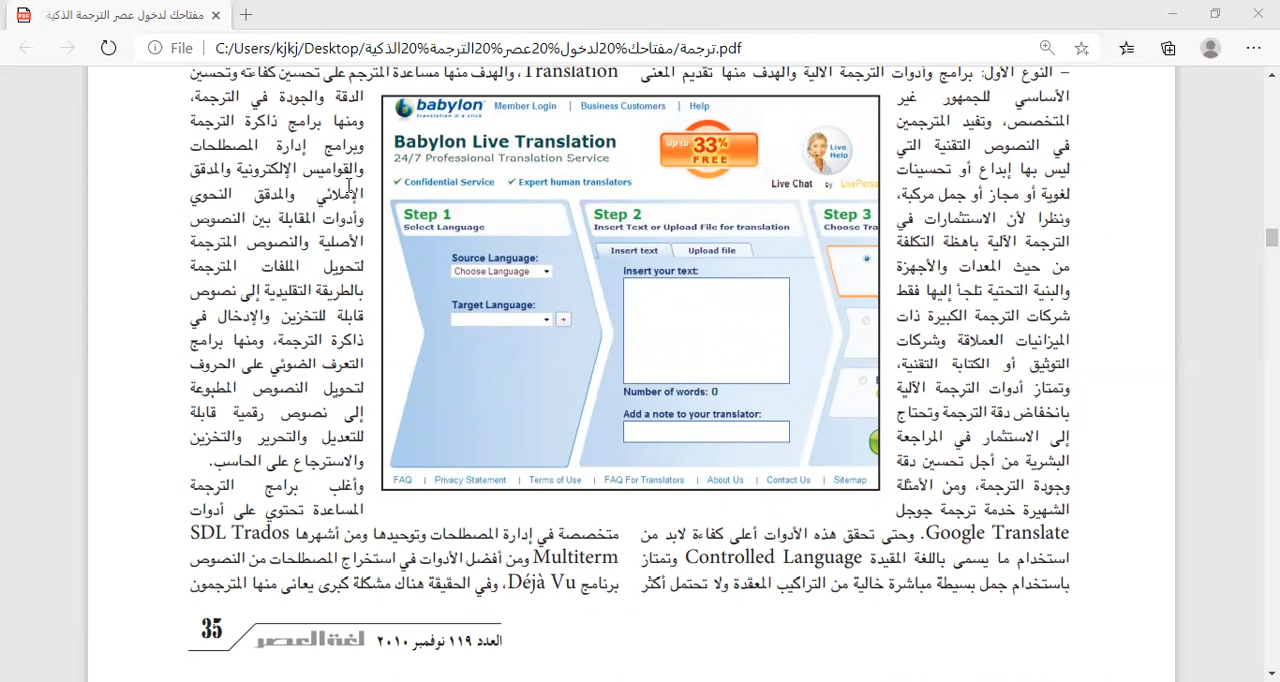 مفتاحك لدخول عصر الترجمة الذكية.
File
C:/Users/kjkj/Desktop/ترجمة/مفتاحك%20لدخول%20عصر%20الترجمة%20الذكية.pdf
– النوع الأول: برامج وأدوات الترجمة الآلية والهدف منها تقديم المعنى
الأساسي للجمهور غير
المتخصص، وتفيد المترجمين
في النصوص التقنية التي
ليس بها إبداع أو تحسينات
لغوية أو مجاز أو جمل مركبة،
ونظرا لأن الاستثمارات في
الترجمة الآلية باهظة التكلفة
من حيث المعدات والأجهزة
والبنية التحتية تلجأ إليها فقط
شركات الترجمة الكبيرة ذات
الميزانيات العملاقة وشركات
التوثيق أو الكتابة التقنية،
وتمتاز أدوات الترجمة الآلية
بانخفاض دقة الترجمة وتحتاج
إلى الاستثمار في المراجعة
البشرية من أجل تحسين دقة
وجودة الترجمة، ومن الأمثلة
الشهيرة خدمة ترجمة جوجل
Google Translate. وحتى تحقق هذه الأدوات أعلى كفاءة لابد من
استخدام ما يسمى باللغة المقيدة Controlled Language وتمتاز
باستخدام جمل بسيطة مباشرة خالية من التراكيب المعقدة ولا تحتمل أكثر
babylon
translation @ a click
Member Login | Business Customers | Help
Babylon Live Translation
24/7 Professional Translation Service
Up to 33% FREE
Live Help
Confidential Service
Expert human translators
Live Chat by LivePers
Step 1
Select Language
Source Language:
Choose Language
Target Language:
+
Step 2
Insert Text or Upload File for translation
Insert text
Upload file
Insert your text:
Number of words: 0
Add a note to your translator:
Step 3
Choose Tra
FAQ | Privacy Statement | Terms of Use | FAQ For Translators | About Us | Contact Us | Sitemap
Translation، والهدف منها مساعدة المترجم على تحسين كفاءته وتحسين
الدقة والجودة في الترجمة،
ومنها برامج ذاكرة الترجمة
وبرامج إدارة المصطلحات
والقواميس الإلكترونية والمدقق
الإملائي والمدقق النحوي
وأدوات المقابلة بين النصوص
الأصلية والنصوص المترجمة
لتحويل الملفات المترجمة
بالطريقة التقليدية إلى نصوص
قابلة للتخزين والإدخال في
ذاكرة الترجمة، ومنها برامج
التعرف الضوئي على الحروف
لتحويل النصوص المطبوعة
إلى نصوص رقمية قابلة
للتعديل والتحرير والتخزين
والاسترجاع على الحاسب.
وأغلب برامج الترجمة
المساعدة تحتوي على أدوات
متخصصة في إدارة المصطلحات وتوحيدها ومن أشهرها SDL Trados
Multiterm ومن أفضل الأدوات في استخراج المصطلحات من النصوص
برنامج Déjà Vu، وفي الحقيقة هناك مشكلة كبرى يعانى منها المترجمون
العدد ١١٩ نوفمبر ٢٠١٠
لغة العصر
35